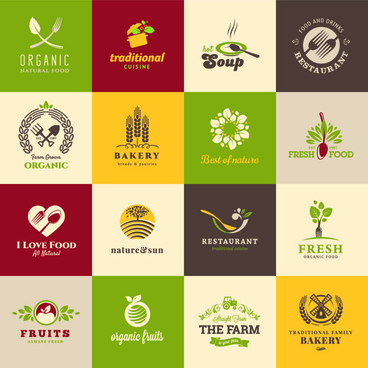 ORGANIC
NATURAL FOOD
traditional
CUISINE
hot
Soup
FOOD AND DRINKS
RESTAURANT
Farm Grown
ORGANIC
BAKERY
breads & pastries
Best of nature
FRESH FOOD
I LOVE FOOD
All Natural
nature&sun
RESTAURANT
traditional cuisine
FRESH
ORGANIC FOOD
FRUITS
ALWAYS FRESH
organic fruits
Straight From
THE FARM
to your plate
TRADITIONAL FAMILY
BAKERY